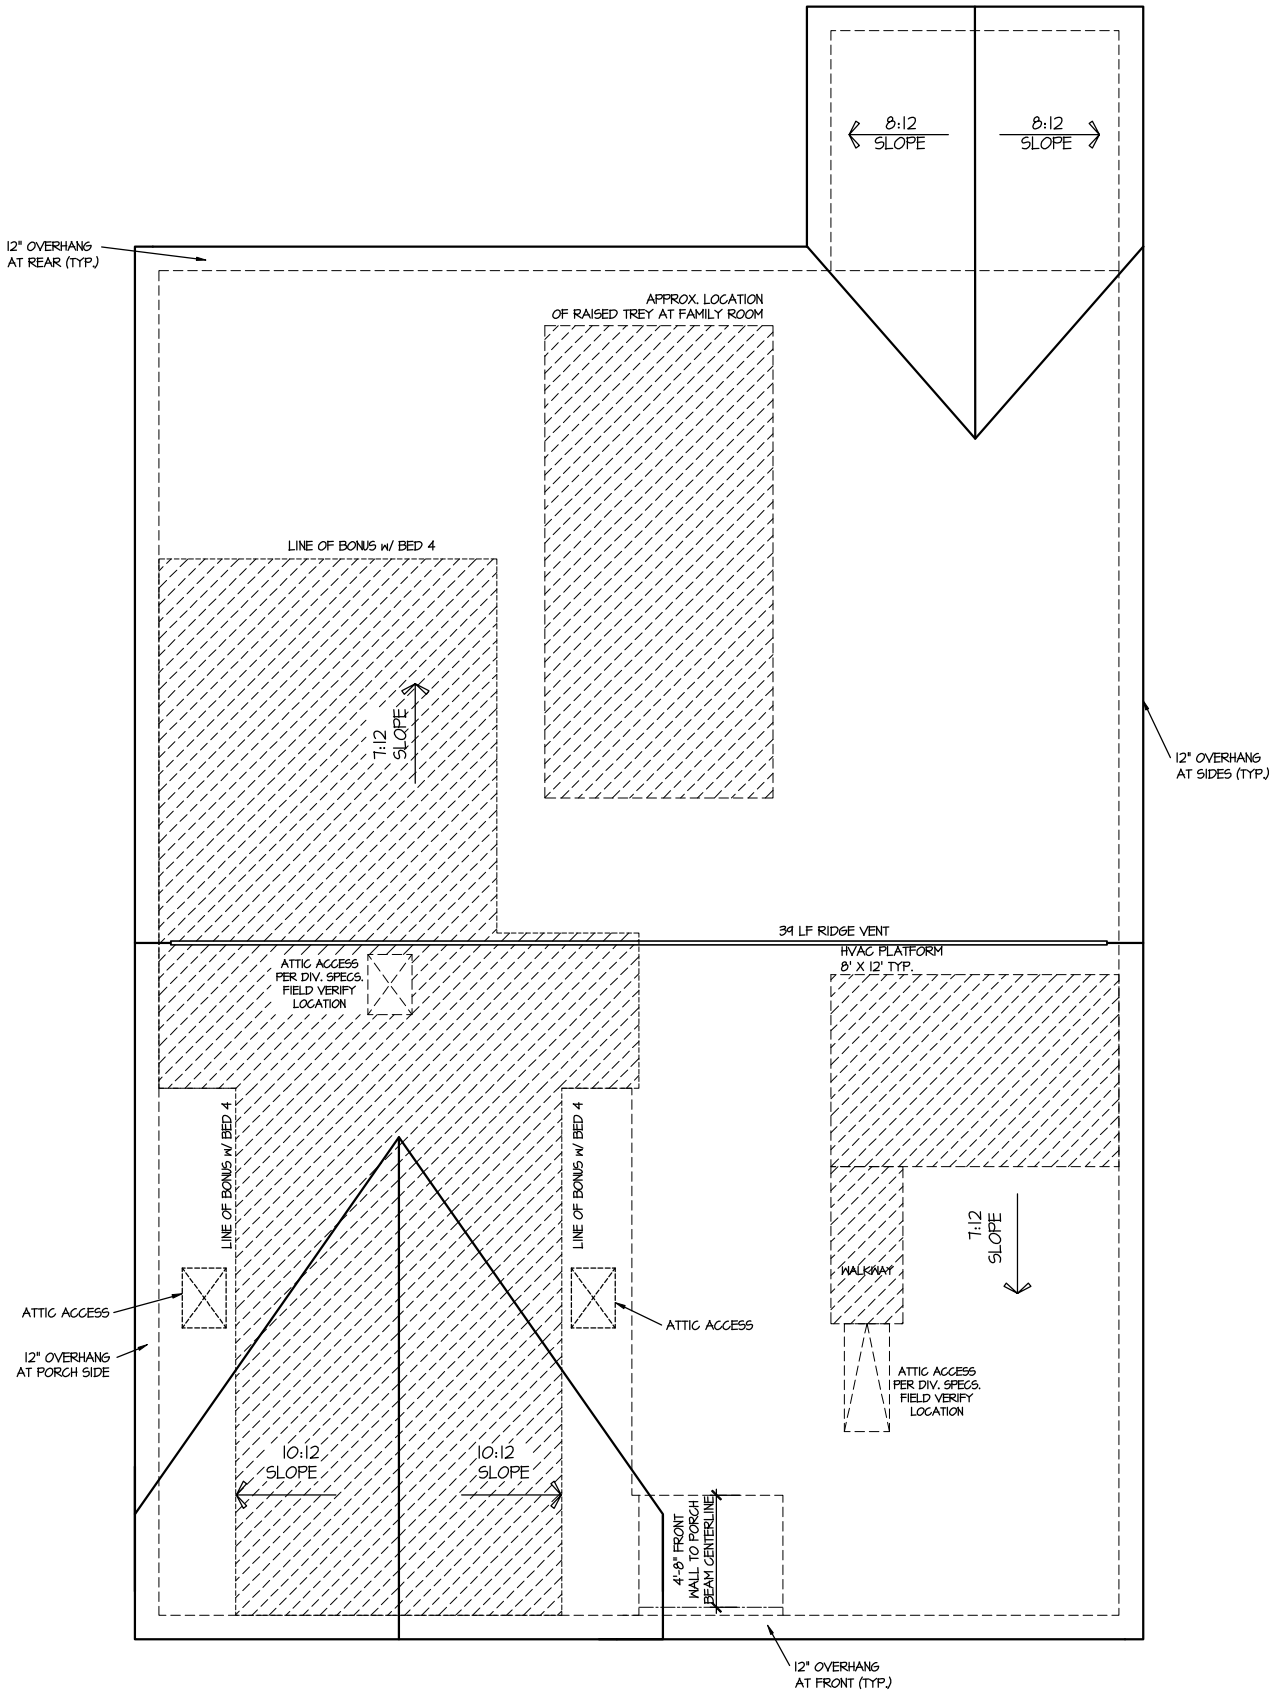 8:12
SLOPE
8:12
SLOPE
12" OVERHANG
AT REAR (TYP.)
APPROX. LOCATION
OF RAISED TREY AT FAMILY ROOM
LINE OF BONUS W/ BED 4
7:12
SLOPE
12" OVERHANG
AT SIDES (TYP.)
39 LF RIDGE VENT
HVAC PLATFORM
8' X 12' TYP.
ATTIC ACCESS
PER DIV. SPECS.
FIELD VERIFY
LOCATION
LINE OF BONUS W/ BED 4
LINE OF BONUS W/ BED 4
7:12
SLOPE
WALKWAY
ATTIC ACCESS
ATTIC ACCESS
12" OVERHANG
AT PORCH SIDE
ATTIC ACCESS
PER DIV. SPECS.
FIELD VERIFY
LOCATION
10:12
SLOPE
10:12
SLOPE
4'-8" FRONT
WALL TO PORCH
BEAM CENTERLINE
12" OVERHANG
AT FRONT (TYP.)